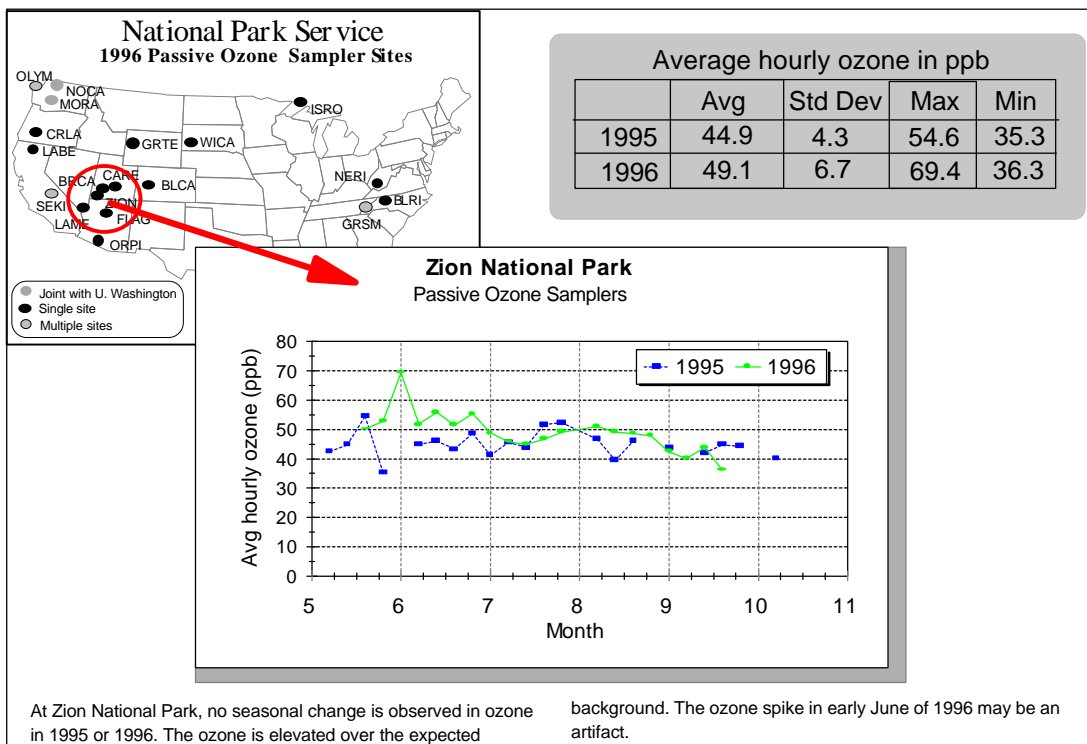 National Park Service
1996 Passive Ozone Sampler Sites
OLYM
NOCA
MORA
ISRO
CRLA
LABE
GRTE
WICA
CARE
BRCA
BLCA
NERI
SEKI
ZION
BLRI
LAME
FLAG
GRSM
ORPI
Joint with U. Washington
Single site
Multiple sites
Average hourly ozone in ppb
Avg Std Dev Max Min
1995 44.9 4.3 54.6 35.3
1996 49.1 6.7 69.4 36.3
Zion National Park
Passive Ozone Samplers
1995 1996
Avg hourly ozone (ppb)
80
70
60
50
40
30
20
10
0
5 6 7 8 9 10 11
Month
At Zion National Park, no seasonal change is observed in ozone
in 1995 or 1996. The ozone is elevated over the expected
background. The ozone spike in early June of 1996 may be an
artifact.